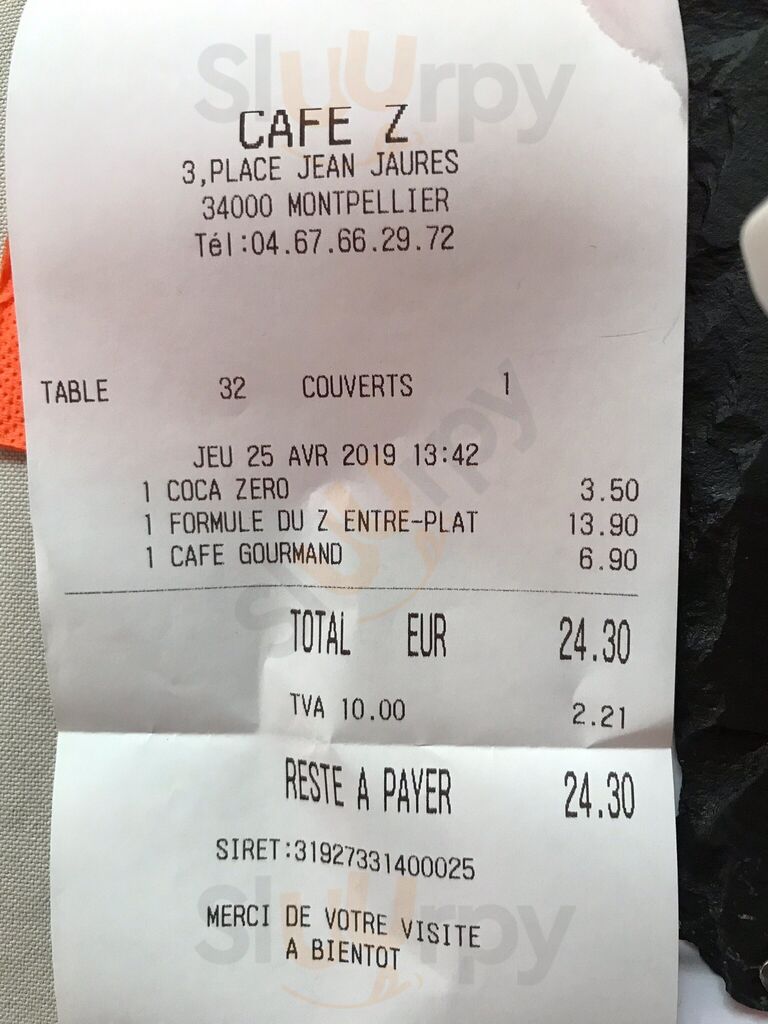 Sluurpy
CAFE Z
3,PLACE JEAN JAURES
34000 MONTPELLIER
Tél:04.67.66.29.72
TABLE 32 COUVERTS 1
JEU 25 AVR 2019 13:42
1 COCA ZERO 3.50
1 FORMULE DU Z ENTRE-PLAT 13.90
1 CAFE GOURMAND 6.90
Sluurpy
TOTAL EUR 24.30
TVA 10.00 2.21
RESTE A PAYER 24.30
SIRET:31927331400025
MERCI DE VOTRE VISITE
A BIENTOT
Sluurpy